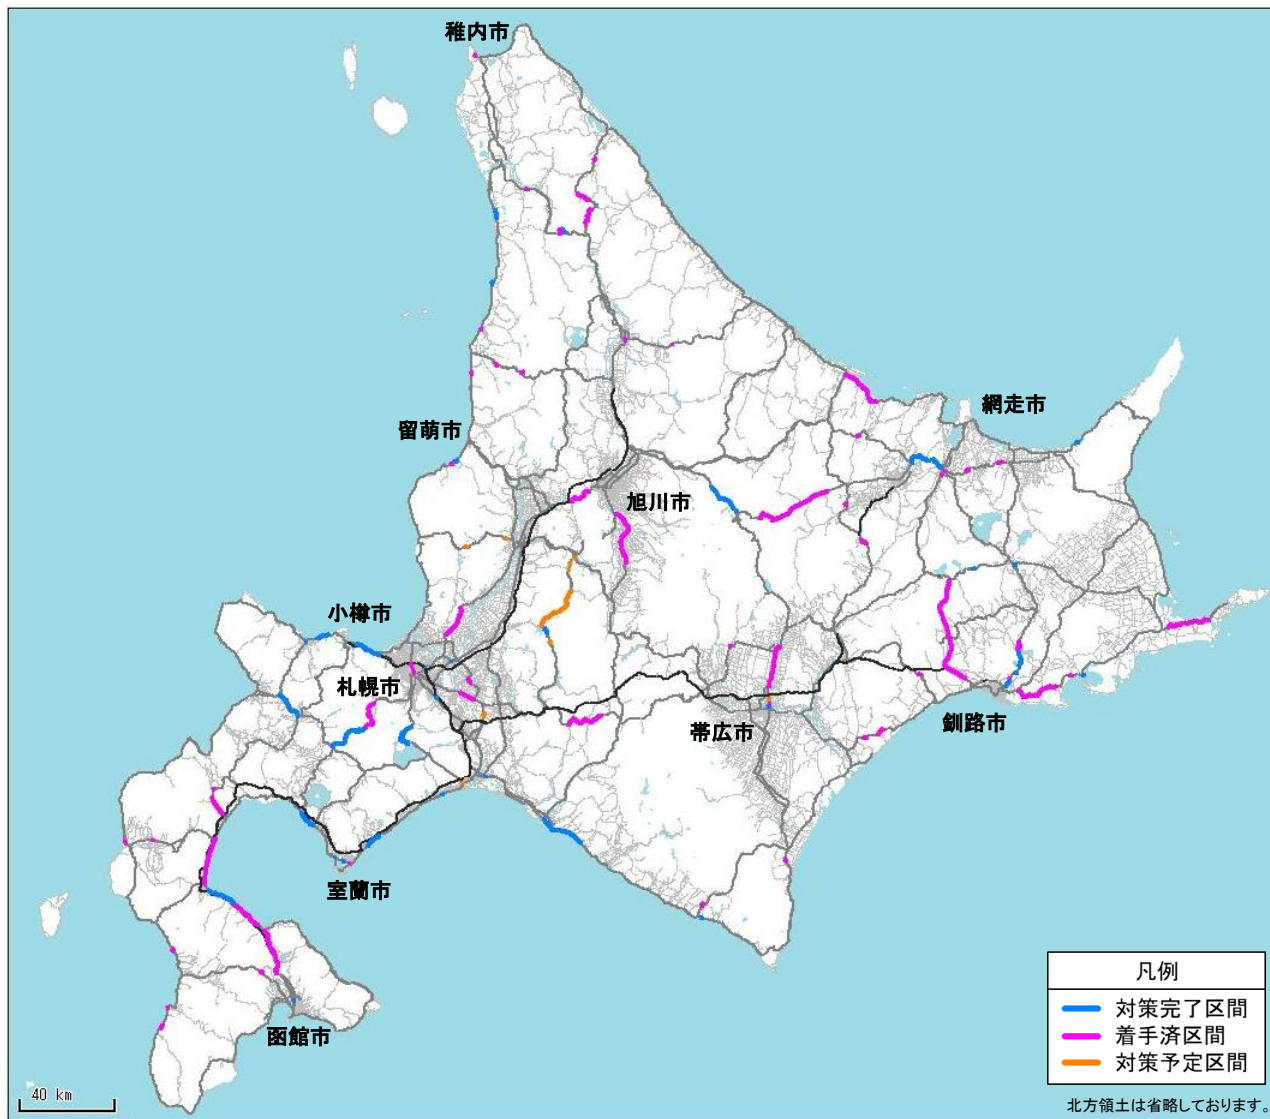 稚内市
網走市
留萌市
旭川市
小樽市
札幌市
帯広市
釧路市
室蘭市
函館市
凡例
対策完了区間
着手済区間
対策予定区間
40 km
北方領土は省略しております。